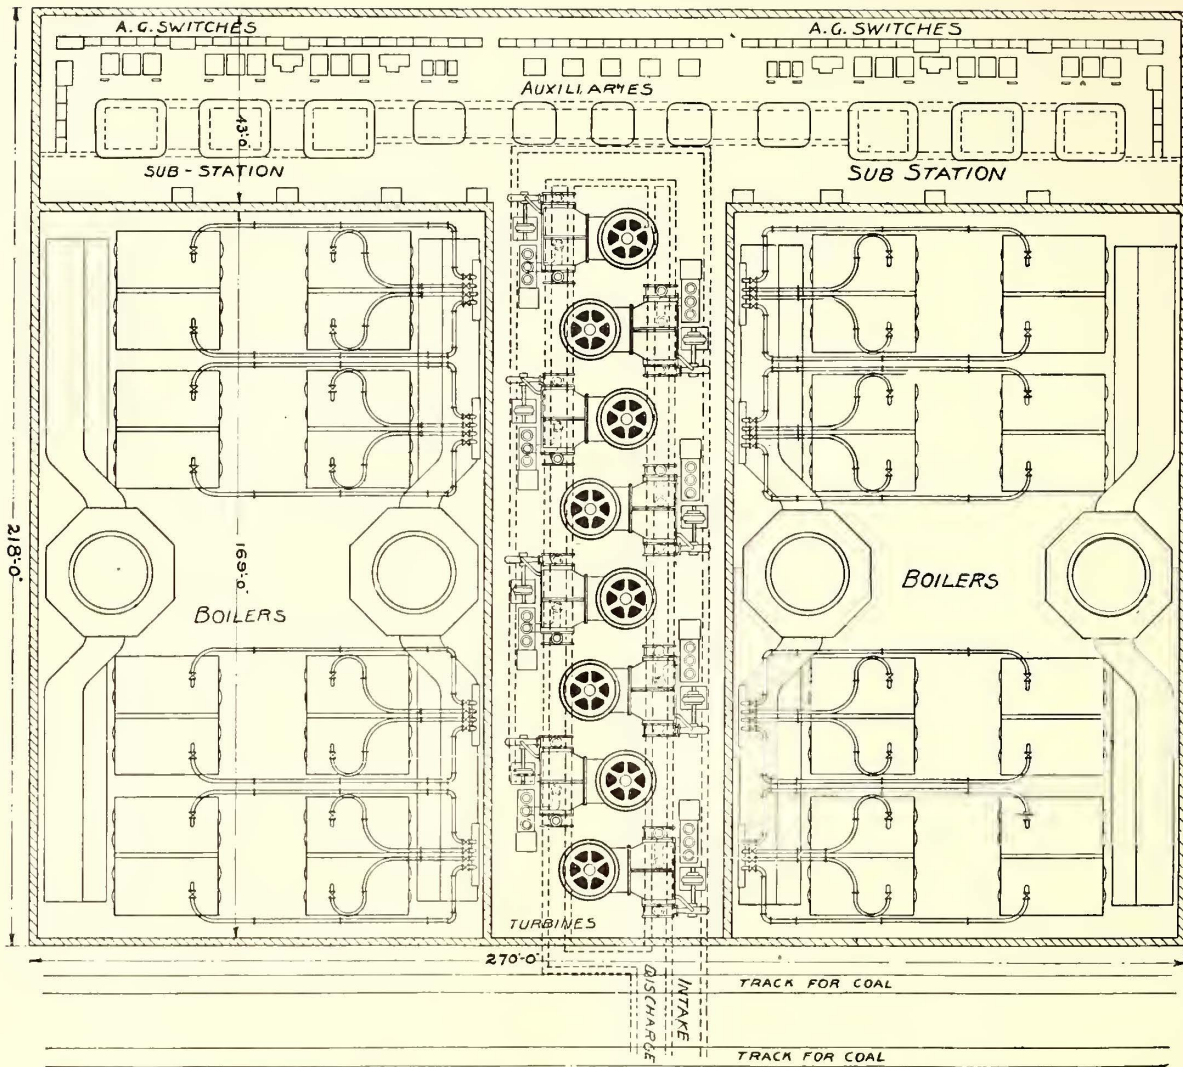 A.C. SWITCHES
A.C. SWITCHES
AUXILIARIES
43'-0"
SUB-STATION
SUB STATION
218'-0"
169'-0"
BOILERS
BOILERS
TURBINES
270'-0"
DISCHARGE
INTAKE
TRACK FOR COAL
TRACK FOR COAL